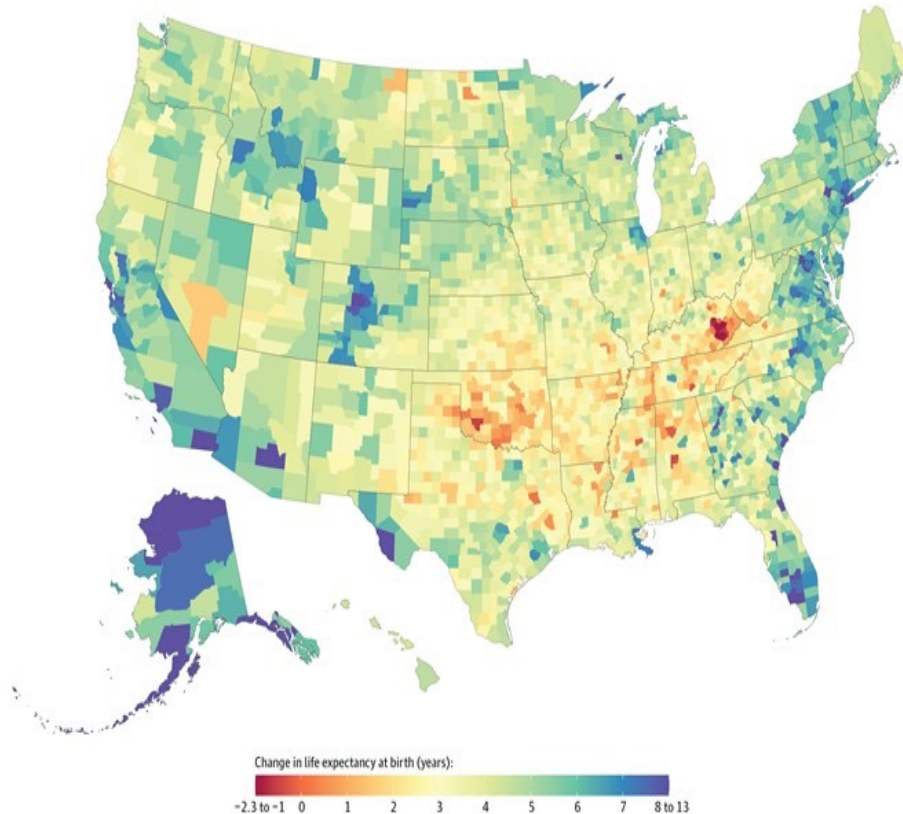 Change in life expectancy at birth (years):
−2.3 to −1 0 1 2 3 4 5 6 7 8 to 13